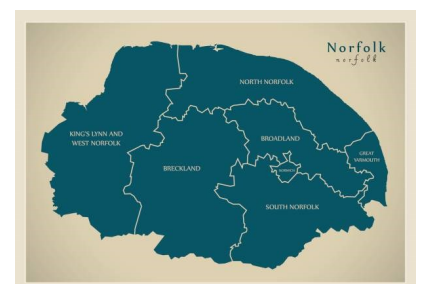 Norfolk
norfolk
NORTH NORFOLK
KING'S LYNN AND
WEST NORFOLK
BROADLAND
GREAT
YARMOUTH
BRECKLAND
NORWICH
SOUTH NORFOLK